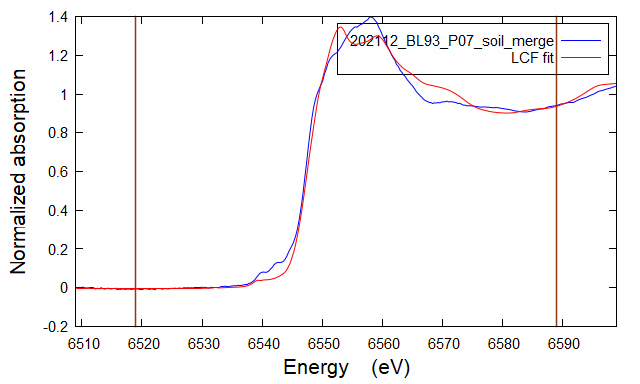 1.4
1.2
1
0.8
0.6
0.4
0.2
0
-0.2
Normalized absorption
202112_BL93_P07_soil_merge
LCF fit
6510 6520 6530 6540 6550 6560 6570 6580 6590
Energy (eV)